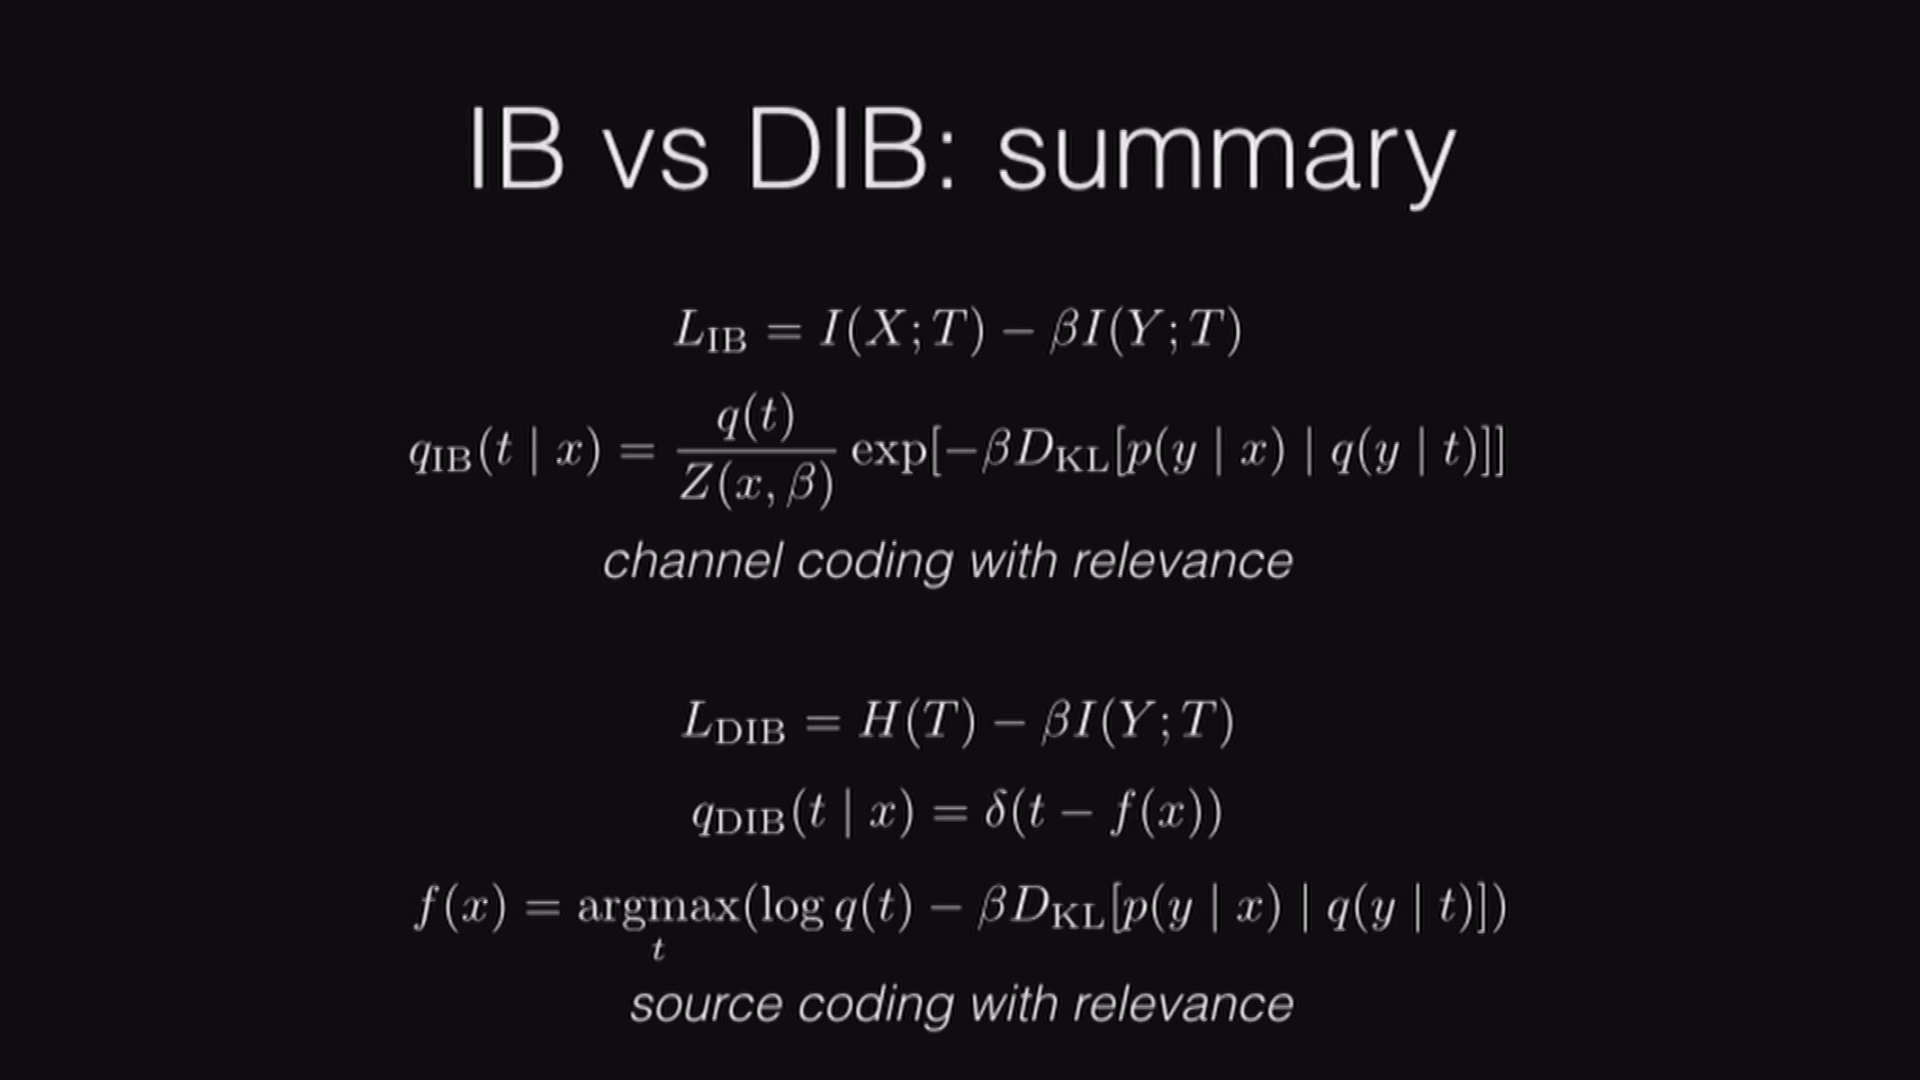 IB vs DIB: summary
L_IB = I(X; T) − βI(Y; T)
q_IB(t | x) = q(t) / Z(x, β) exp[−βD_KL[p(y | x) | q(y | t)]]
channel coding with relevance
L_DIB = H(T) − βI(Y; T)
q_DIB(t | x) = δ(t − f(x))
f(x) = argmax_t(log q(t) − βD_KL[p(y | x) | q(y | t)])
source coding with relevance